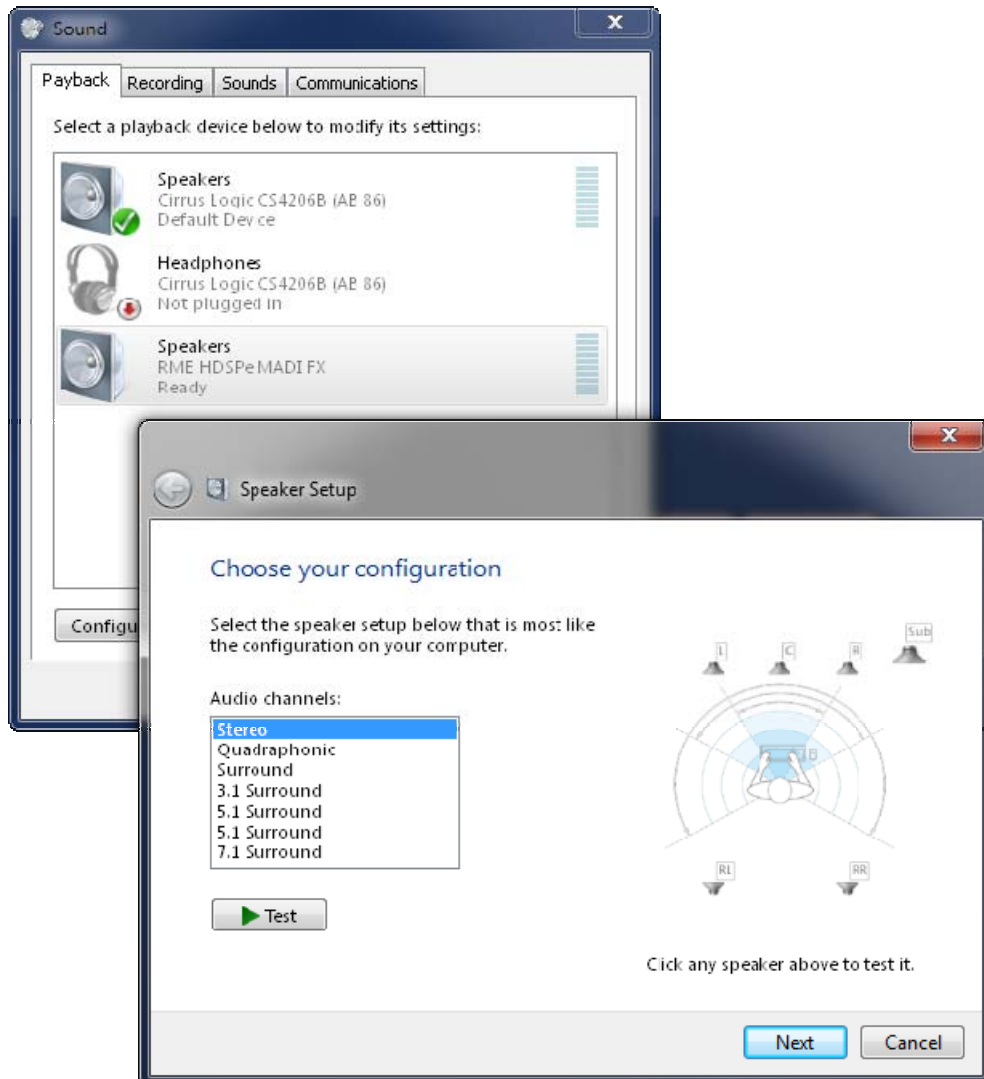 Sound
Playback Recording Sounds Communications
Select a playback device below to modify its settings:
Speakers
Cirrus Logic CS4206B (AB 86)
Default Device
Headphones
Cirrus Logic CS4206B (AB 86)
Not plugged in
Speakers
RME HDSPe MADI FX
Ready
Configu
Speaker Setup
Choose your configuration
Select the speaker setup below that is most like
the configuration on your computer.
Audio channels:
Stereo
Quadraphonic
Surround
3.1 Surround
5.1 Surround
5.1 Surround
7.1 Surround
Test
L C R Sub
RL RR
Click any speaker above to test it.
Next Cancel